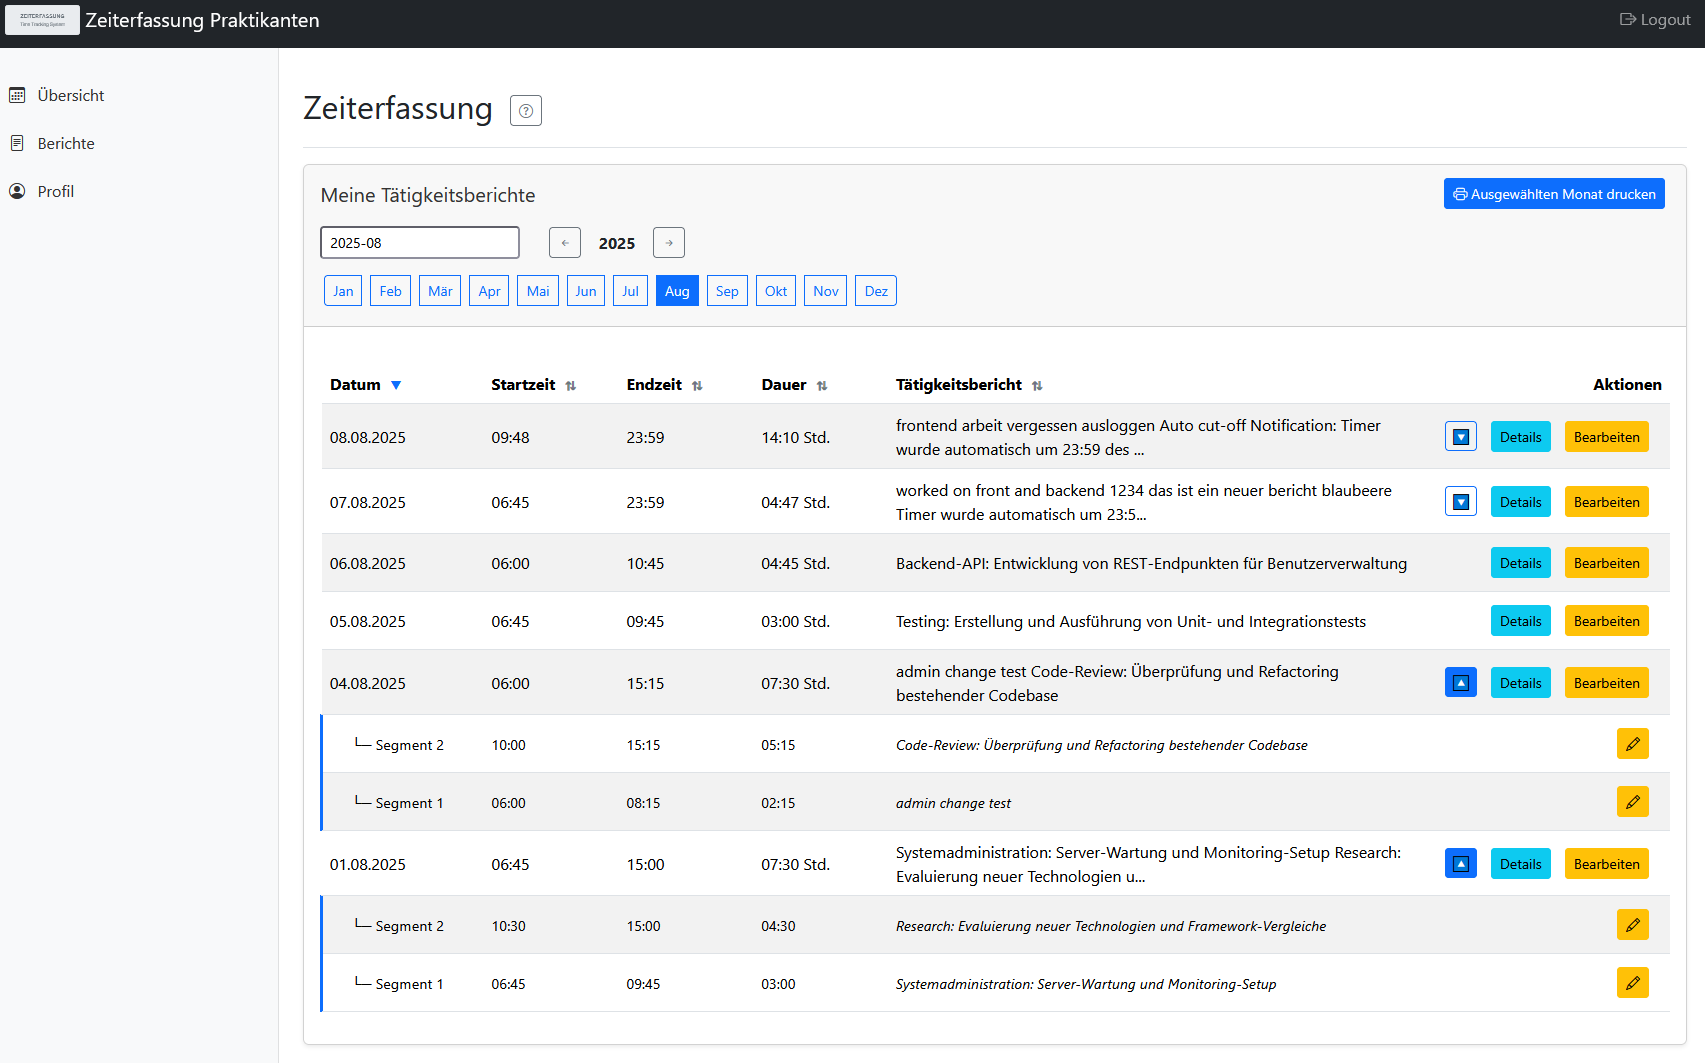 ZEITERFASSUNG
Time Tracking System
Zeiterfassung Praktikanten
Logout
Übersicht
Berichte
Profil
Zeiterfassung
?
Meine Tätigkeitsberichte
Ausgewählten Monat drucken
2025-08
← 2025 →
Jan Feb Mär Apr Mai Jun Jul Aug Sep Okt Nov Dez
Datum ▼ Startzeit ⇅ Endzeit ⇅ Dauer ⇅ Tätigkeitsbericht ⇅ Aktionen
08.08.2025 09:48 23:59 14:10 Std. frontend arbeit vergessen ausloggen Auto cut-off Notification: Timer
wurde automatisch um 23:59 des ... Details Bearbeiten
07.08.2025 06:45 23:59 04:47 Std. worked on front and backend 1234 das ist ein neuer bericht blaubeere
Timer wurde automatisch um 23:5... Details Bearbeiten
06.08.2025 06:00 10:45 04:45 Std. Backend-API: Entwicklung von REST-Endpunkten für Benutzerverwaltung Details Bearbeiten
05.08.2025 06:45 09:45 03:00 Std. Testing: Erstellung und Ausführung von Unit- und Integrationstests Details Bearbeiten
04.08.2025 06:00 15:15 07:30 Std. admin change test Code-Review: Überprüfung und Refactoring
bestehender Codebase Details Bearbeiten
└─ Segment 2 10:00 15:15 05:15 Code-Review: Überprüfung und Refactoring bestehender Codebase
└─ Segment 1 06:00 08:15 02:15 admin change test
01.08.2025 06:45 15:00 07:30 Std. Systemadministration: Server-Wartung und Monitoring-Setup Research:
Evaluierung neuer Technologien u... Details Bearbeiten
└─ Segment 2 10:30 15:00 04:30 Research: Evaluierung neuer Technologien und Framework-Vergleiche
└─ Segment 1 06:45 09:45 03:00 Systemadministration: Server-Wartung und Monitoring-Setup